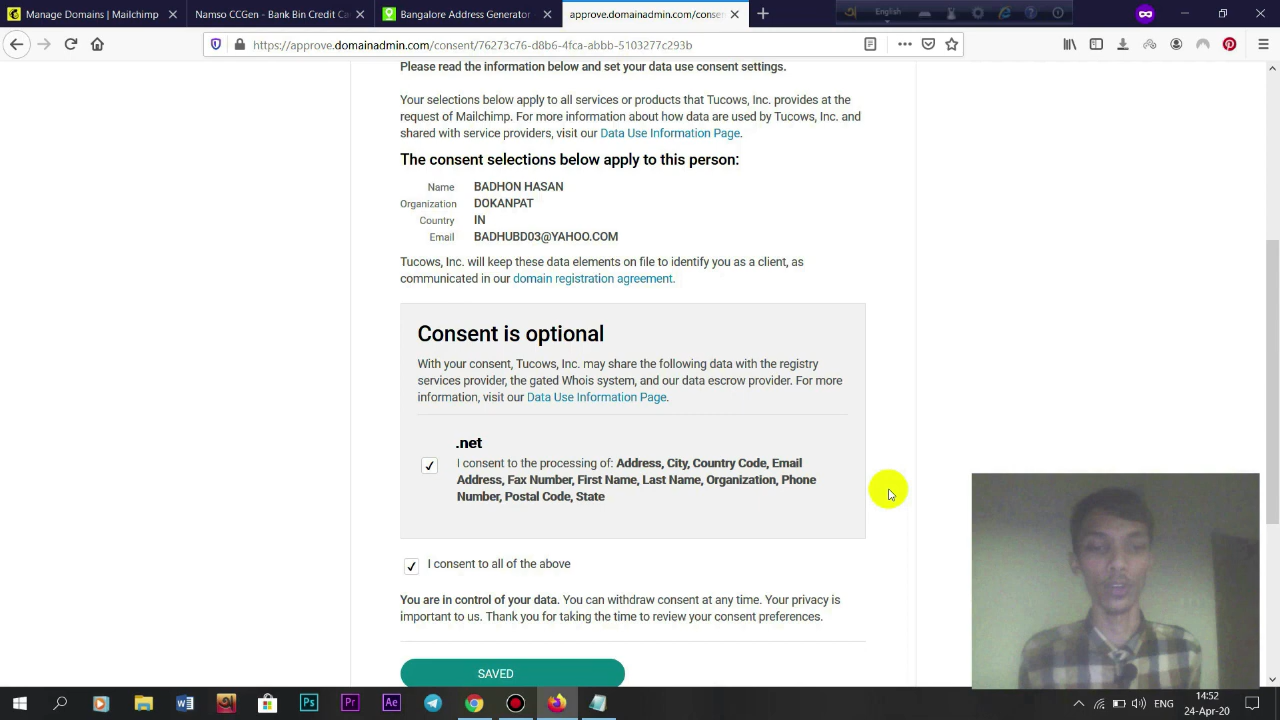 Manage Domains | Mailchimp
Namso CCGen - Bank Bin Credit Ca
Bangalore Address Generator -
approve.domainadmin.com/consen
English
https://approve.domainadmin.com/consent/76273c76-d8b6-4fca-abbb-5103277c293b
Please read the information below and set your data use consent settings.
Your selections below apply to all services or products that Tucows, Inc. provides at the
request of Mailchimp. For more information about how data are used by Tucows, Inc. and
shared with service providers, visit our Data Use Information Page.
The consent selections below apply to this person:
Name BADHON HASAN
Organization DOKANPAT
Country IN
Email BADHUBD03@YAHOO.COM
Tucows, Inc. will keep these data elements on file to identify you as a client, as
communicated in our domain registration agreement.
Consent is optional
With your consent, Tucows, Inc. may share the following data with the registry
services provider, the gated Whois system, and our data escrow provider. For more
information, visit our Data Use Information Page.
.net
I consent to the processing of: Address, City, Country Code, Email
Address, Fax Number, First Name, Last Name, Organization, Phone
Number, Postal Code, State
I consent to all of the above
You are in control of your data. You can withdraw consent at any time. Your privacy is
important to us. Thank you for taking the time to review your consent preferences.
SAVED
Ps
Pr
Ae
ENG
14:52
24-Apr-20